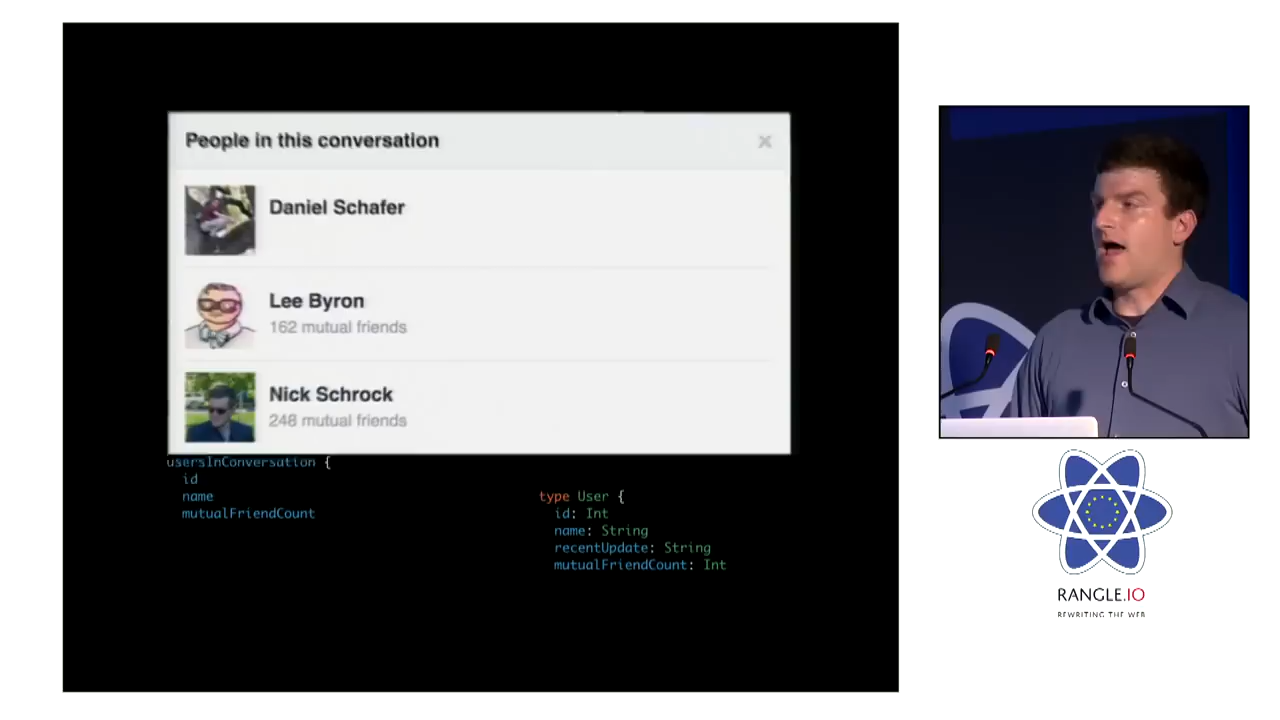 People in this conversation
×
Daniel Schafer
Lee Byron
162 mutual friends
Nick Schrock
248 mutual friends
usersInConversation {
id
name
mutualFriendCount
type User {
id: Int
name: String
recentUpdate: String
mutualFriendCount: Int
RANGLE.IO
REWRITING THE WEB